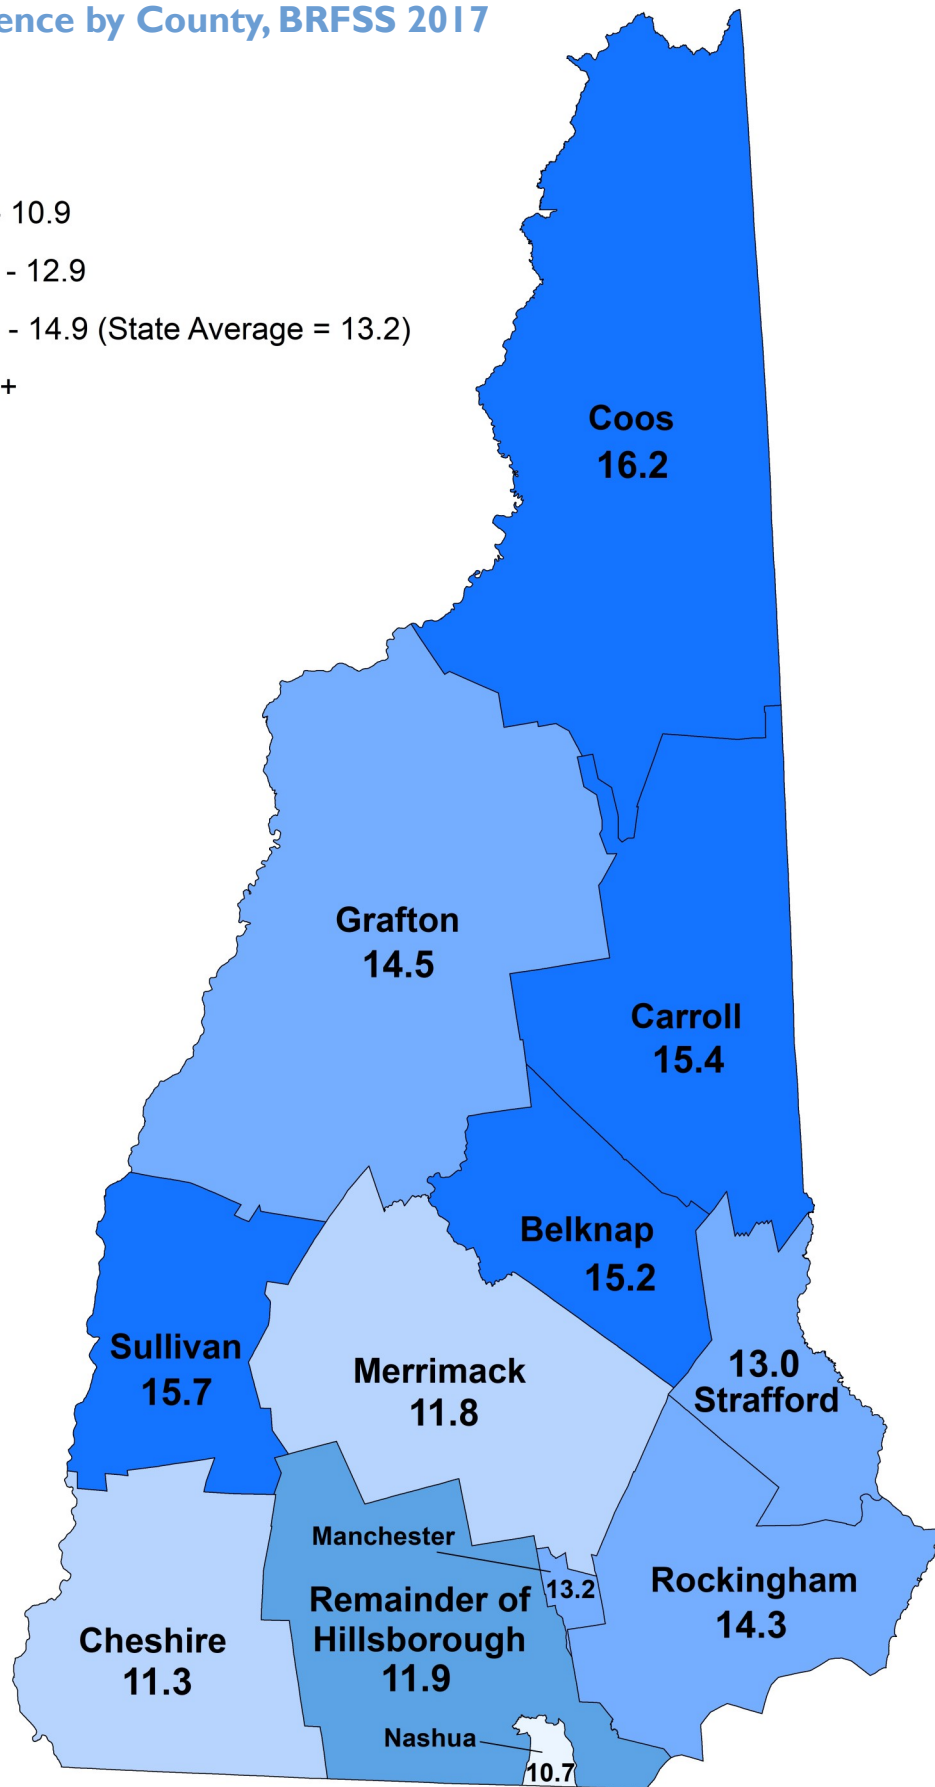 ence by County, BRFSS 2017
- 10.9
- 12.9
- 14.9 (State Average = 13.2)
+
Coos
16.2
Grafton
14.5
Carroll
15.4
Belknap
15.2
Sullivan
15.7
Merrimack
11.8
13.0
Strafford
Manchester
13.2
Remainder of
Hillsborough
11.9
Rockingham
14.3
Cheshire
11.3
Nashua
10.7